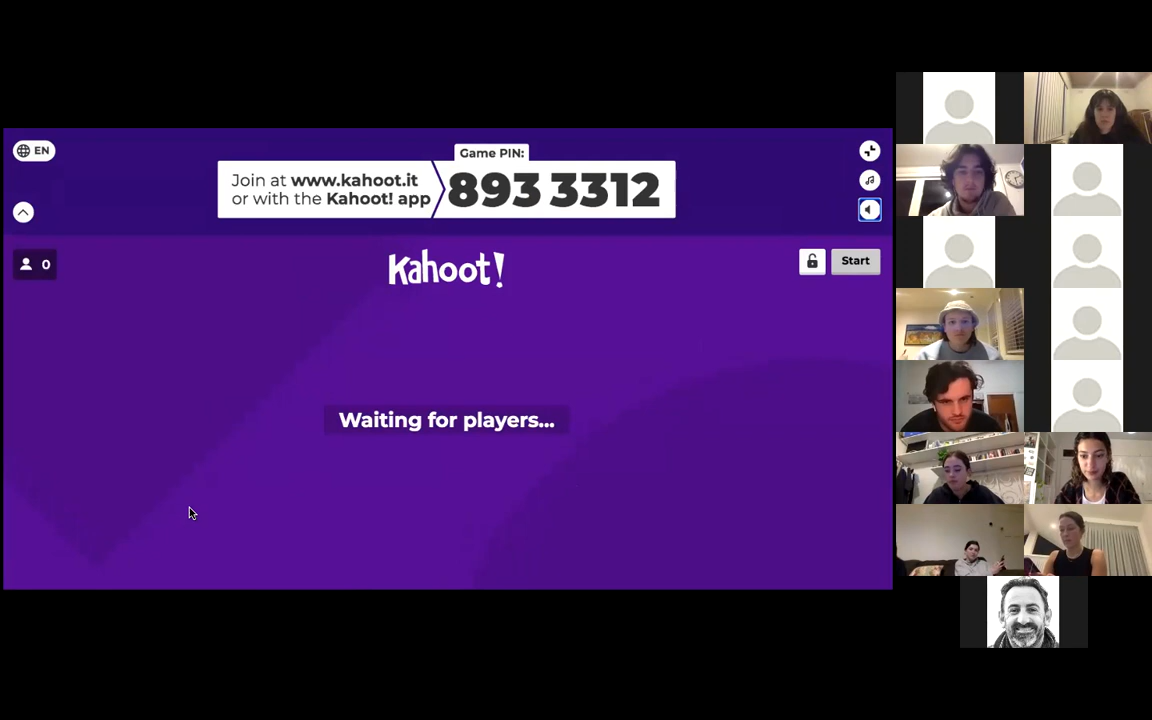 EN
Game PIN:
Join at www.kahoot.it
or with the Kahoot! app
893 3312
0
Kahoot!
Start
Waiting for players...